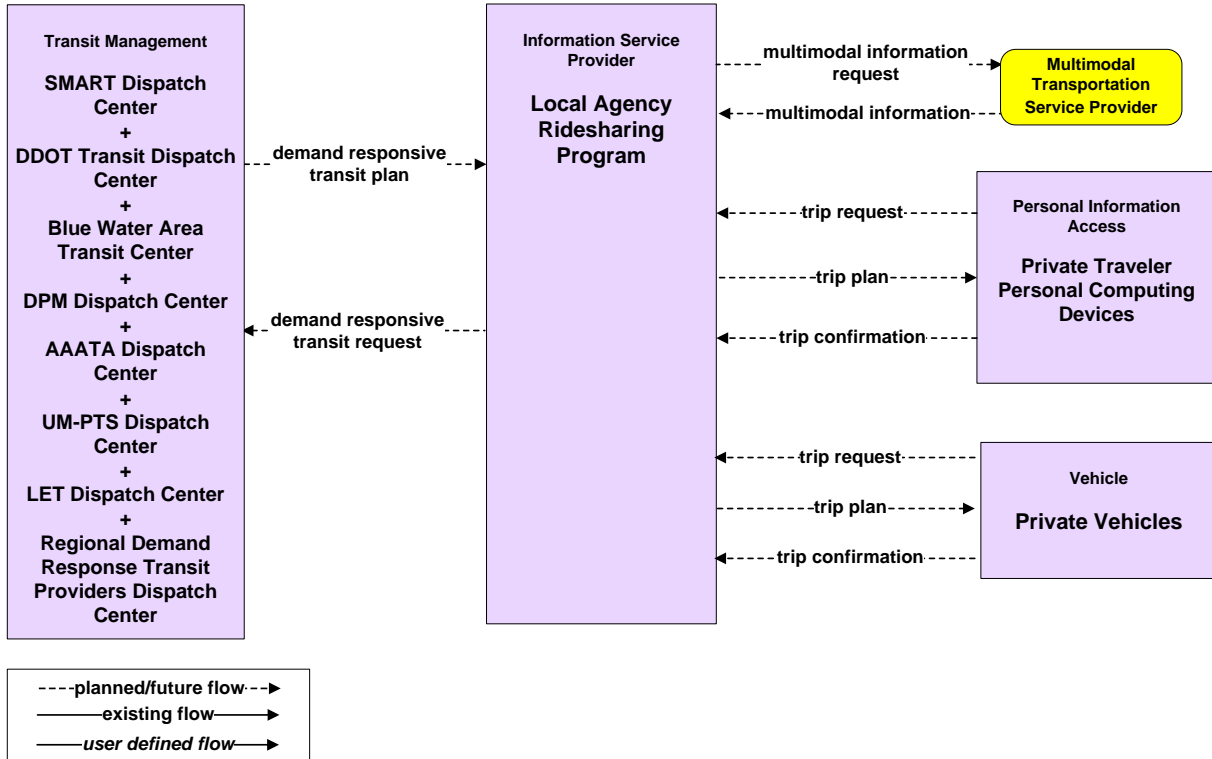 Transit Management
SMART Dispatch
Center
+
DDOT Transit Dispatch
Center
+
Blue Water Area
Transit Center
+
DPM Dispatch Center
+
AAATA Dispatch
Center
+
UM-PTS Dispatch
Center
+
LET Dispatch Center
+
Regional Demand
Response Transit
Providers Dispatch
Center
demand responsive
transit plan
demand responsive
transit request
Information Service
Provider
Local Agency
Ridesharing
Program
multimodal information
request
multimodal information
Multimodal
Transportation
Service Provider
trip request
trip plan
trip confirmation
Personal Information
Access
Private Traveler
Personal Computing
Devices
trip request
trip plan
trip confirmation
Vehicle
Private Vehicles
planned/future flow
existing flow
user defined flow